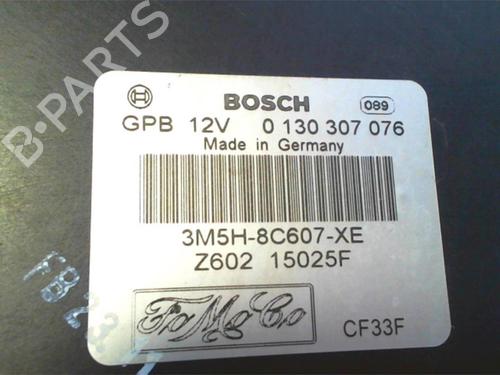 B-PARTS
BOSCH 089
GPB 12V 0 130 307 076
Made in Germany
3M5H-8C607-XE
Z602 15025F
FoMoCo CF33F